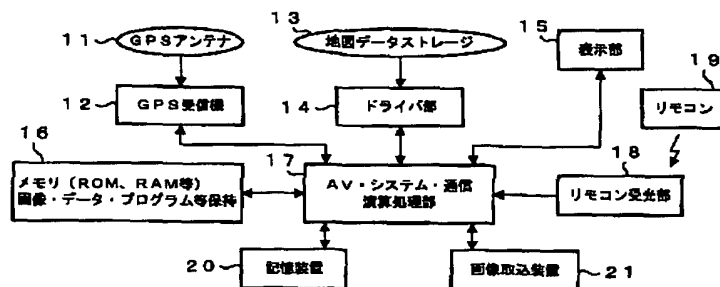 11
GPSアンテナ
13
地図データストレージ
15
表示部
19
リモコン
12
GPS受信機
14
ドライバ部
16
メモリ（ROM、RAM等）
画像・データ・プログラム等保持
17
AV・システム・通信
演算処理部
18
リモコン受光部
20
記憶装置
画像取込装置
21